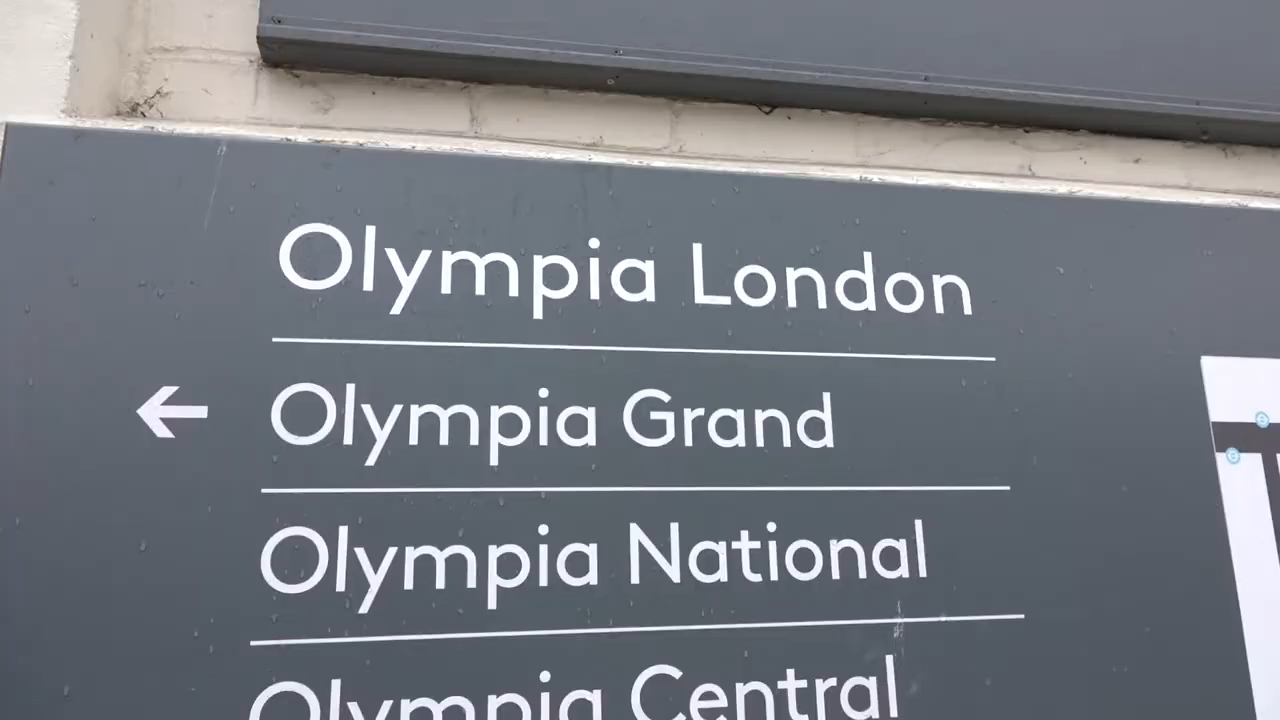 Olympia London
← Olympia Grand
Olympia National
Olympia Central